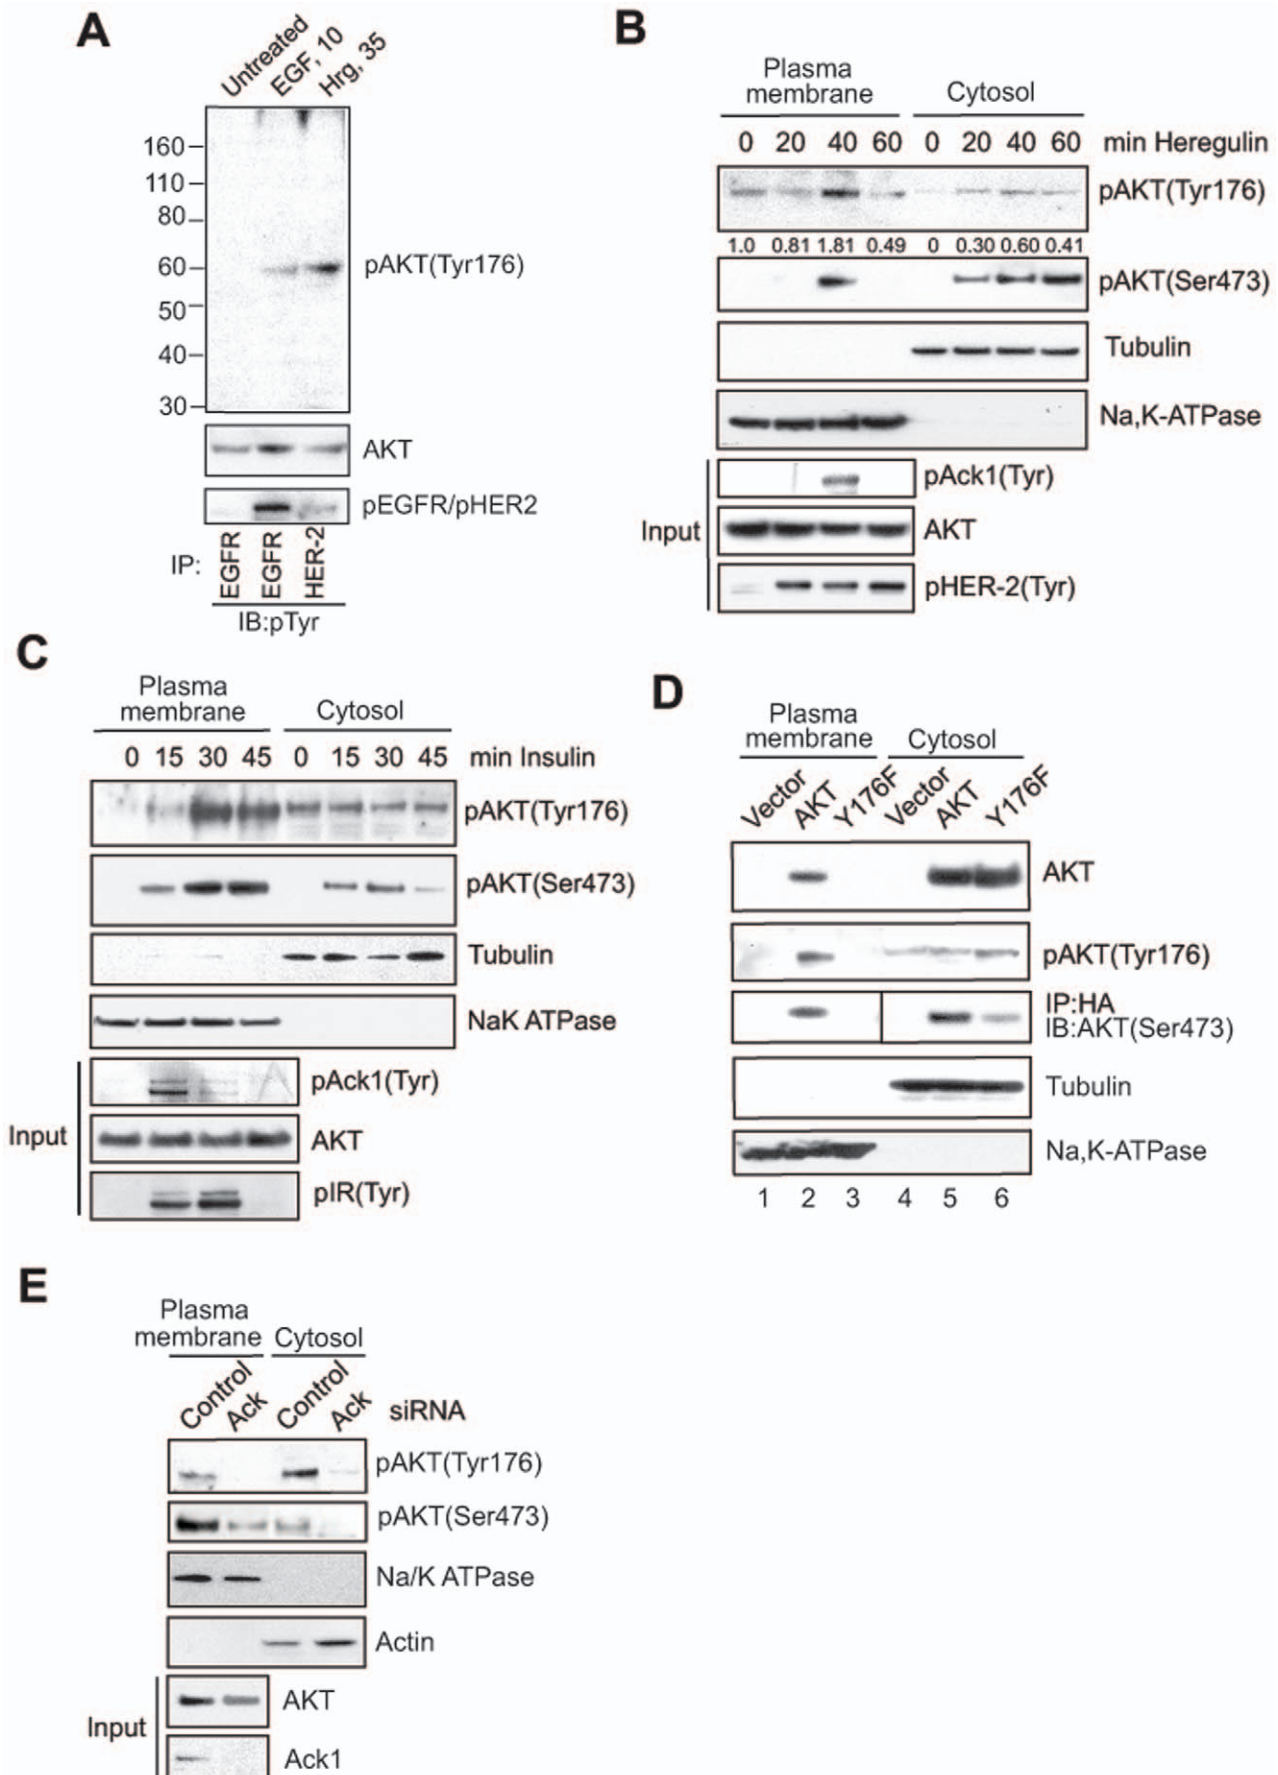 A
Untreated
EGF, 10
Hrg, 35
160
110
80
60
50
40
30
pAKT(Tyr176)
AKT
pEGFR/pHER2
IP:
EGFR
EGFR
HER-2
IB:pTyr
B
Plasma
membrane
Cytosol
0 20 40 60 0 20 40 60 min Heregulin
pAKT(Tyr176)
1.0 0.81 1.81 0.49 0 0.30 0.60 0.41
pAKT(Ser473)
Tubulin
Na,K-ATPase
Input
pAck1(Tyr)
AKT
pHER-2(Tyr)
C
Plasma
membrane
Cytosol
0 15 30 45 0 15 30 45 min Insulin
pAKT(Tyr176)
pAKT(Ser473)
Tubulin
NaK ATPase
Input
pAck1(Tyr)
AKT
pIR(Tyr)
D
Plasma
membrane
Cytosol
Vector
AKT
Y176F
Vector
AKT
Y176F
AKT
pAKT(Tyr176)
IP:HA
IB:AKT(Ser473)
Tubulin
Na,K-ATPase
1 2 3 4 5 6
E
Plasma
membrane
Cytosol
Control
Ack
Control
Ack
siRNA
pAKT(Tyr176)
pAKT(Ser473)
Na/K ATPase
Actin
Input
AKT
Ack1